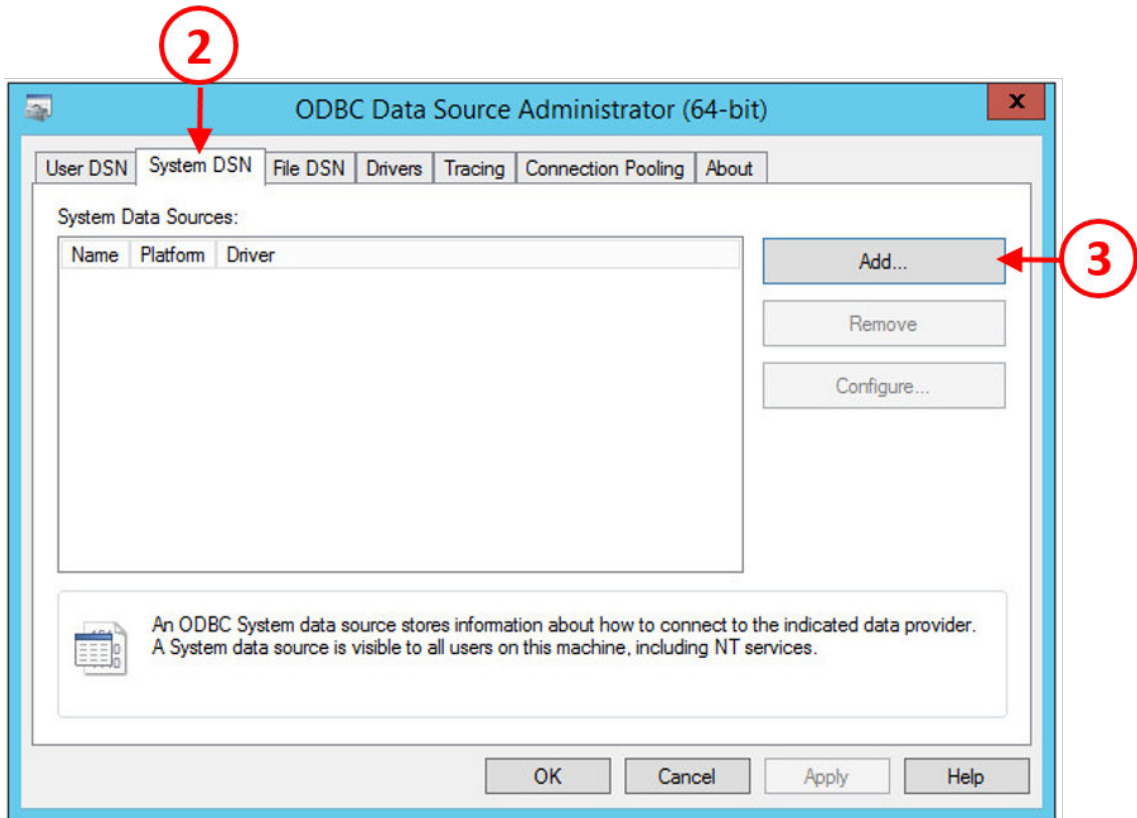 2
ODBC Data Source Administrator (64-bit)
x
User DSN System DSN File DSN Drivers Tracing Connection Pooling About
System Data Sources:
Name Platform Driver
Add...
3
Remove
Configure...
An ODBC System data source stores information about how to connect to the indicated data provider.
A System data source is visible to all users on this machine, including NT services.
OK Cancel Apply Help